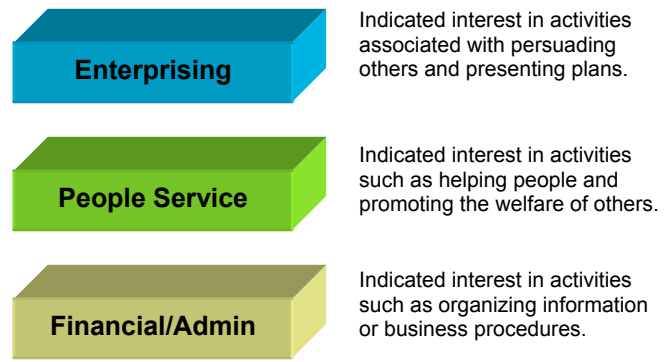 Enterprising
Indicated interest in activities
associated with persuading
others and presenting plans.
People Service
Indicated interest in activities
such as helping people and
promoting the welfare of others.
Financial/Admin
Indicated interest in activities
such as organizing information
or business procedures.